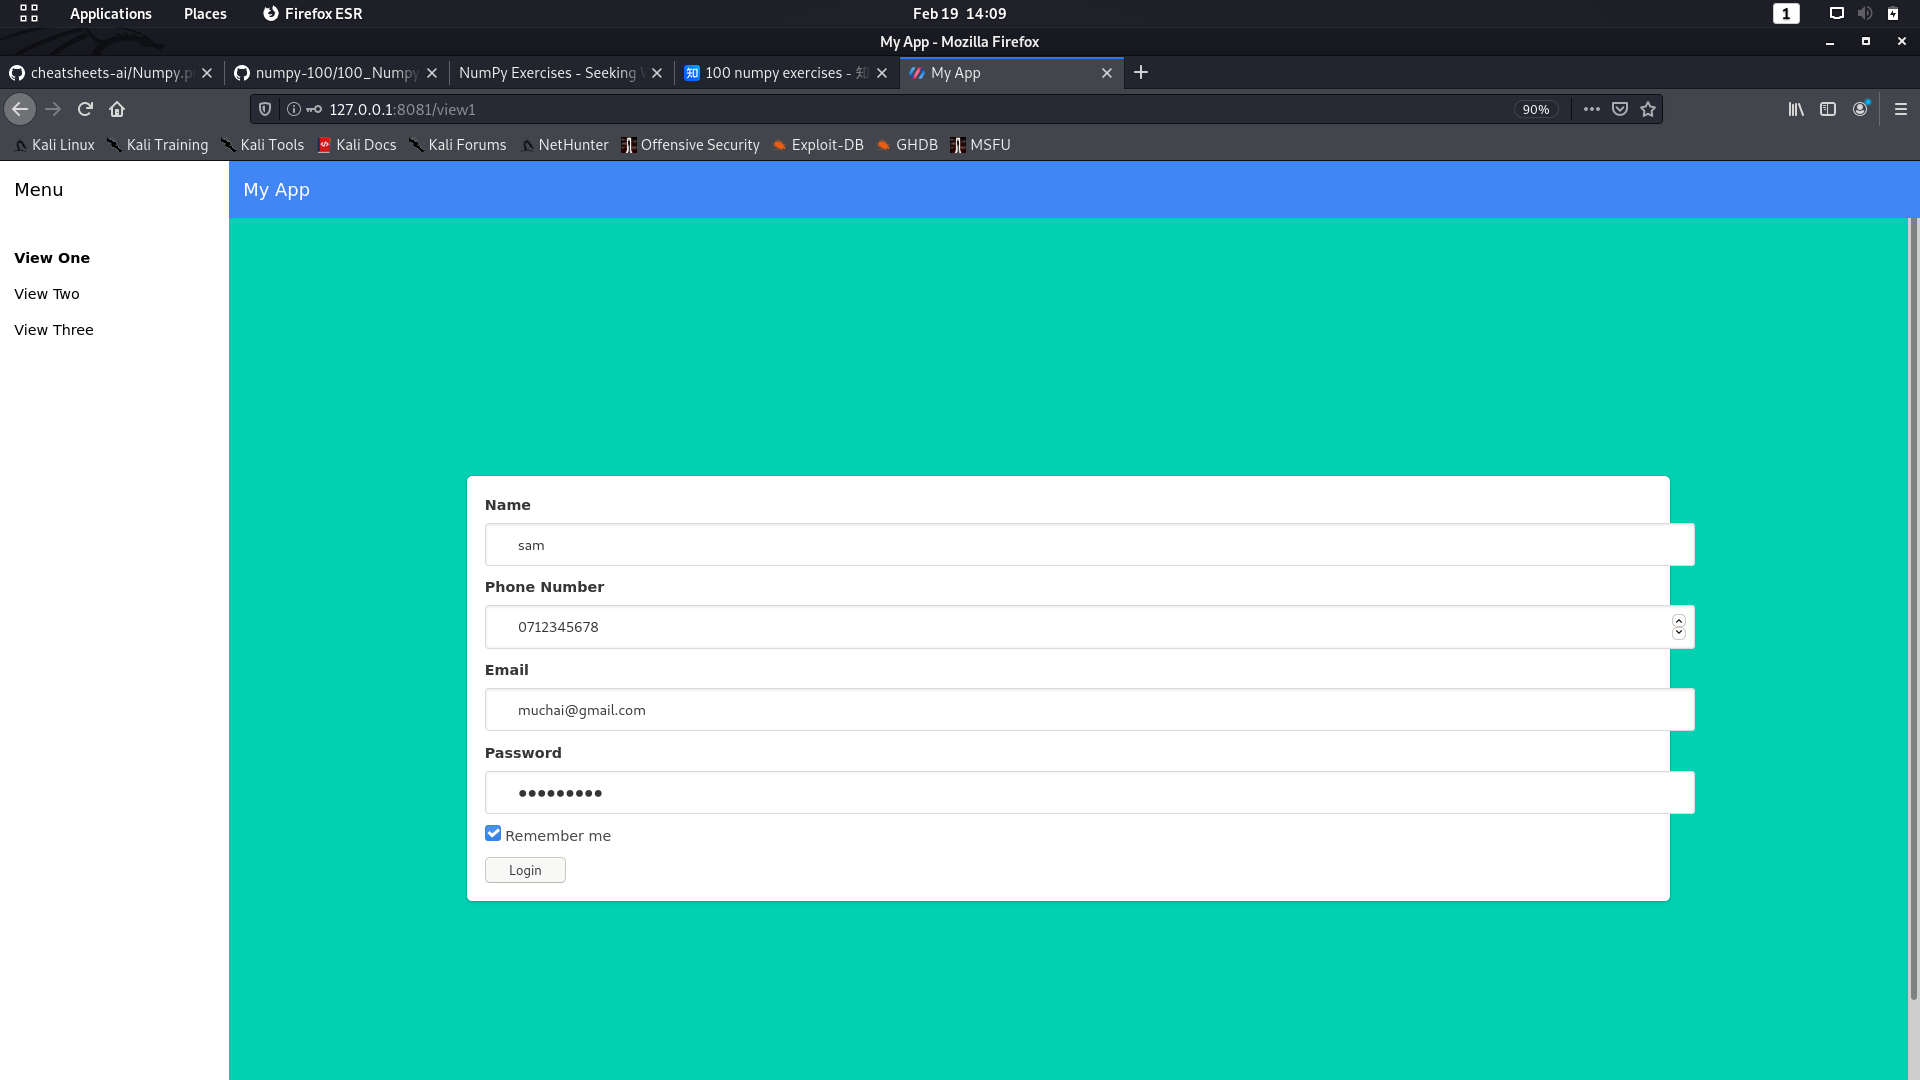 Applications Places Firefox ESR Feb 19 14:09 1
My App - Mozilla Firefox
cheatsheets-ai/Numpy.p numpy-100/100_Numpy NumPy Exercises - Seeking 知 100 numpy exercises - 知 My App
127.0.0.1:8081/view1 90%
Kali Linux Kali Training Kali Tools Kali Docs Kali Forums NetHunter Offensive Security Exploit-DB GHDB MSFU
Menu My App
View One
View Two
View Three
Name
sam
Phone Number
0712345678
Email
muchai@gmail.com
Password
Remember me
Login